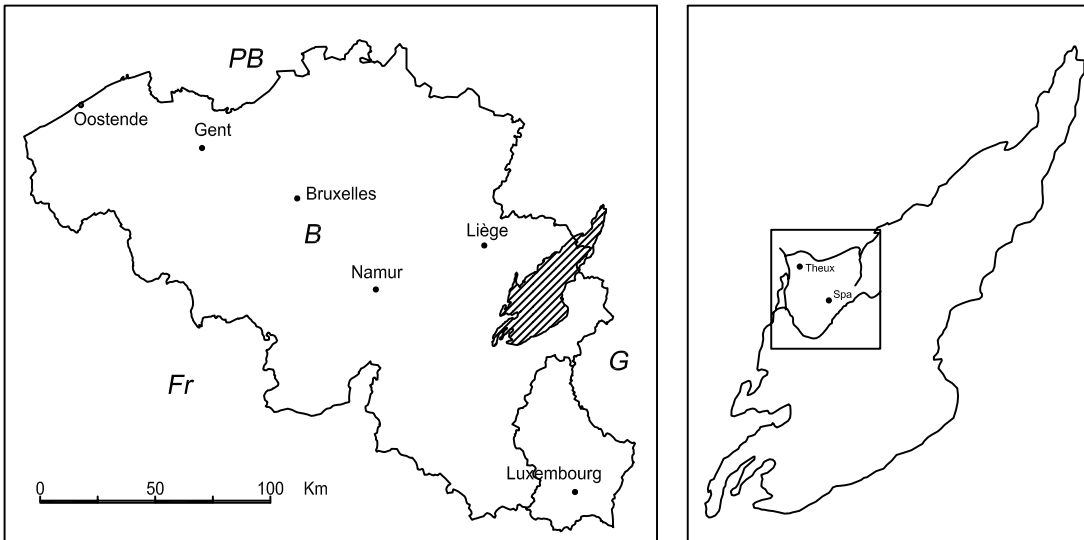 PB
Oostende
Gent
Bruxelles
B
Liège
Namur
Fr
G
Luxembourg
0 50 100 Km
Theux
Spa